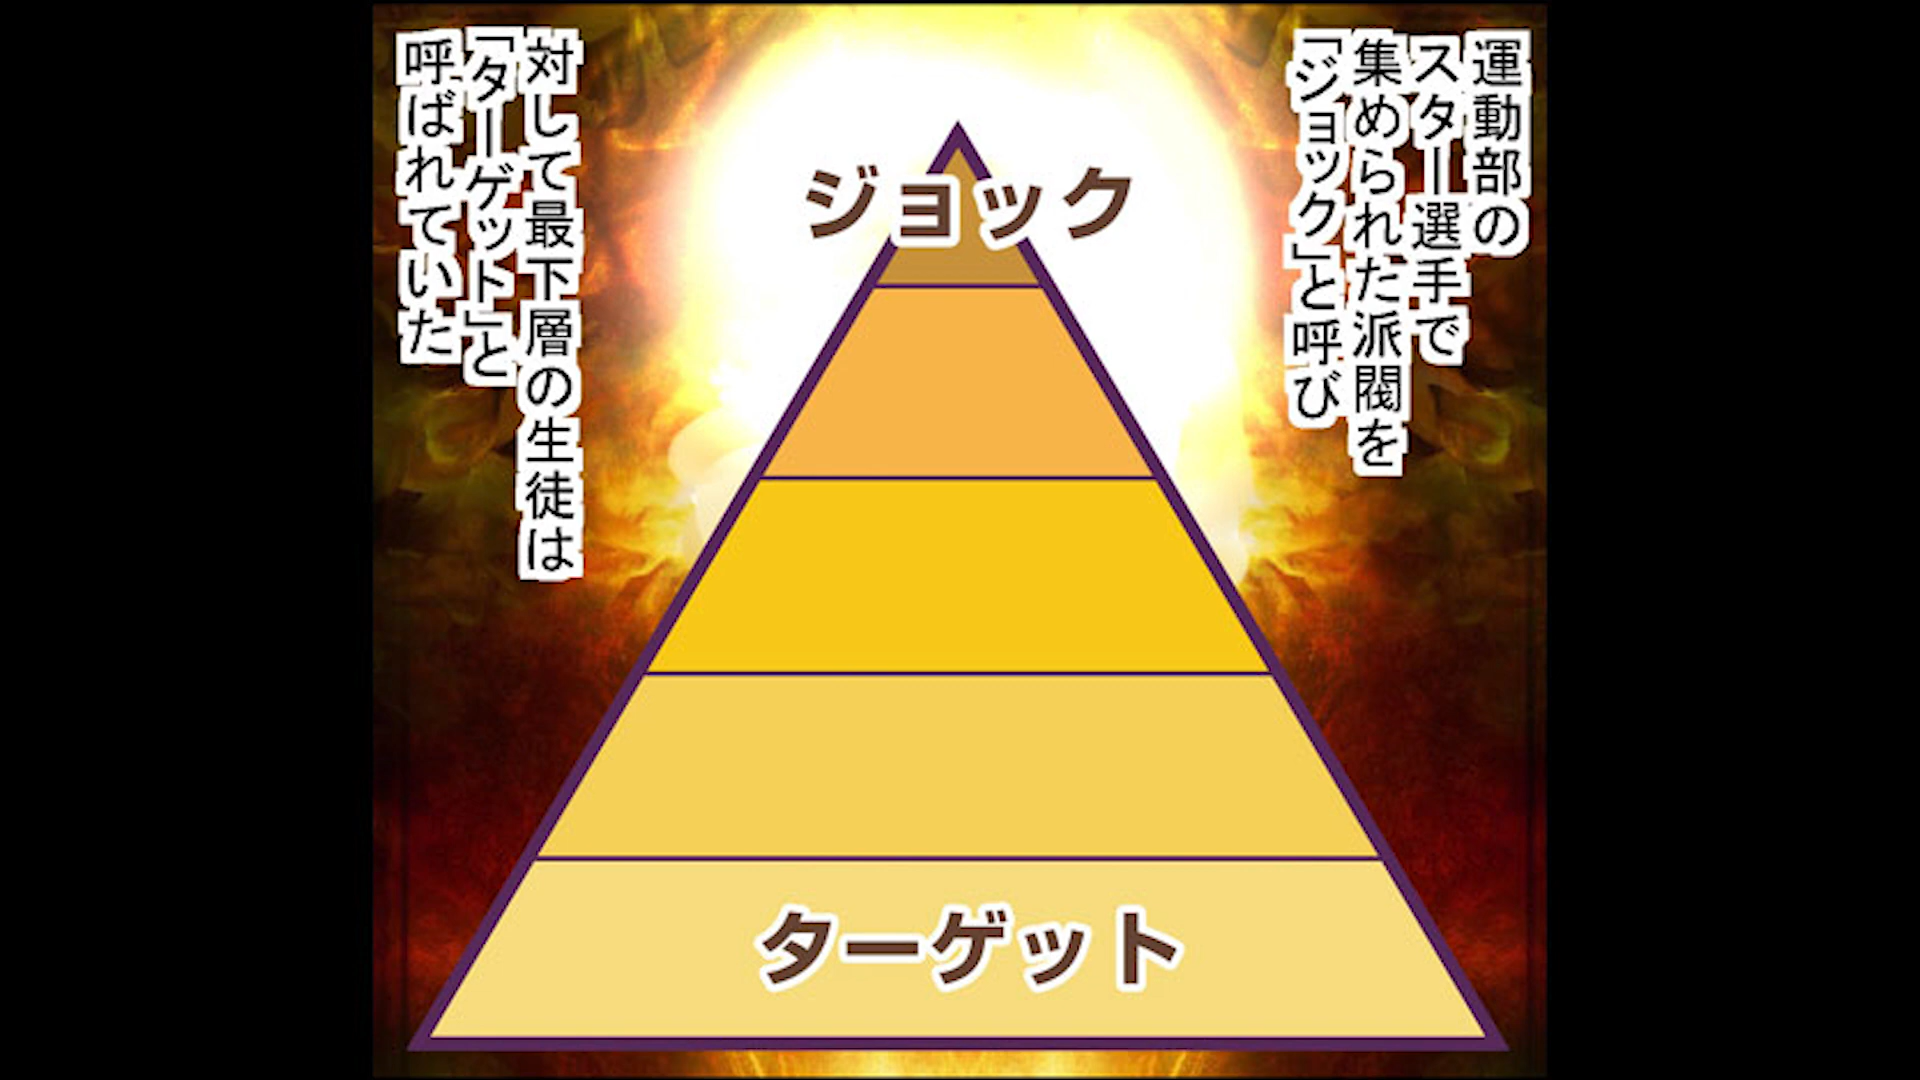 運動部の
スター選手で
集められた派閥を
「ジョック」と呼び
対して最下層の生徒は
「ターゲット」と
呼ばれていた
ジョック
ターゲット